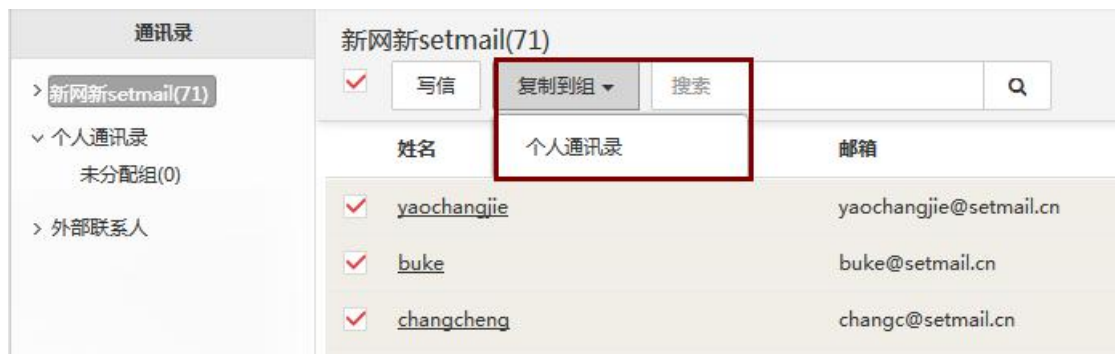 通讯录
新网新setmail(71)
个人通讯录
未分配组(0)
外部联系人
新网新setmail(71)
写信 复制到组 搜索
个人通讯录
姓名 邮箱
yaochangjie yaochangjie@setmail.cn
buke buke@setmail.cn
changcheng changc@setmail.cn